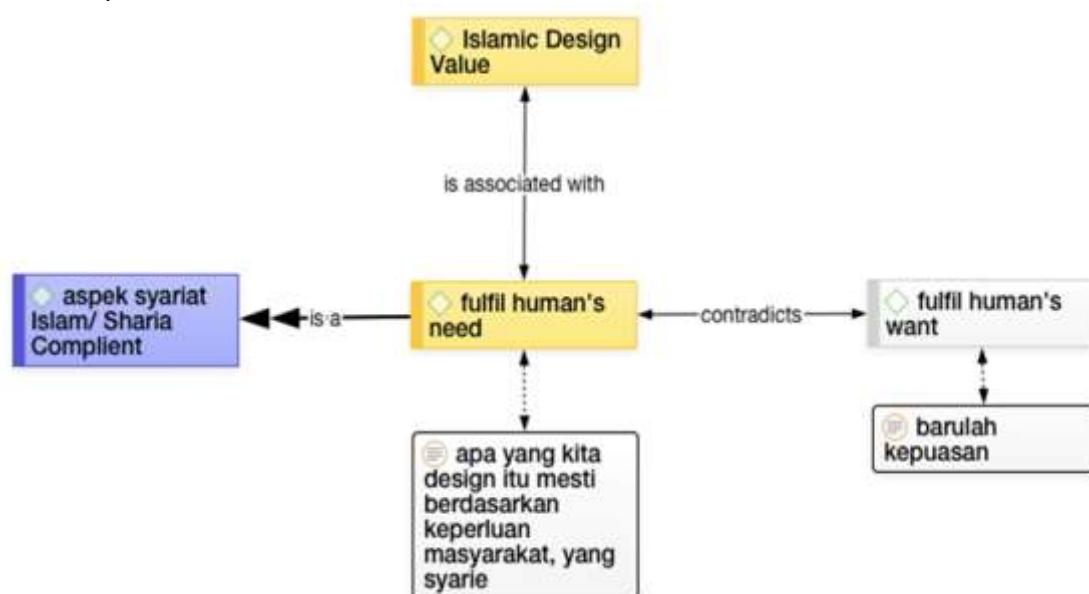 Islamic Design
Value
is associated with
aspek syariat
Islam/ Sharia
Complient
is a
fulfil human's
need
contradicts
fulfil human's
want
apa yang kita
design itu mesti
berdasarkan
keperluan
masyarakat, yang
syarie
barulah
kepuasan